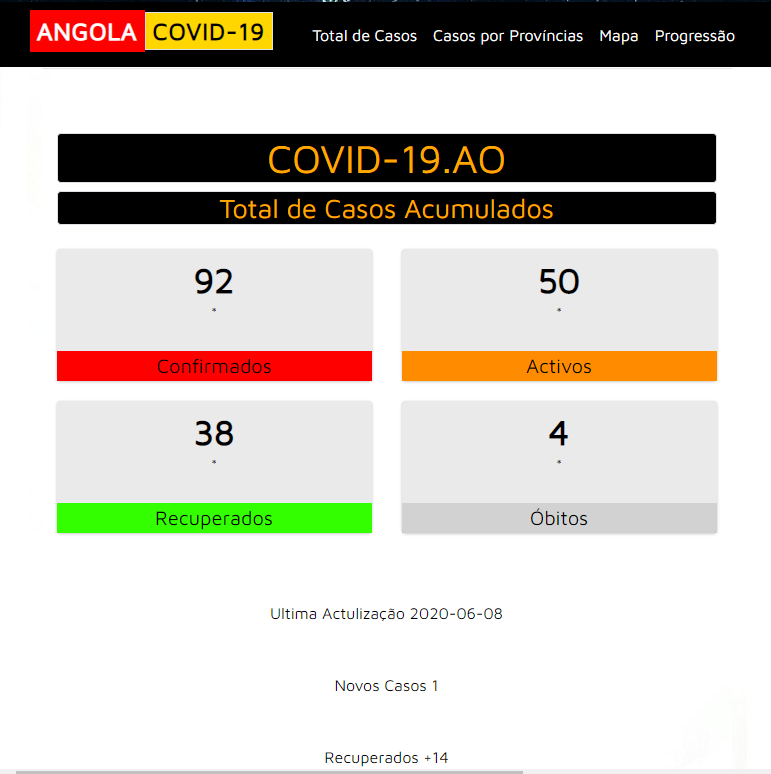 ANGOLA COVID-19 Total de Casos Casos por Províncias Mapa Progressão
COVID-19.AO
Total de Casos Acumulados
92 50
* *
Confirmados Activos
38 4
* *
Recuperados Óbitos
Ultima Actulização 2020-06-08
Novos Casos 1
Recuperados +14